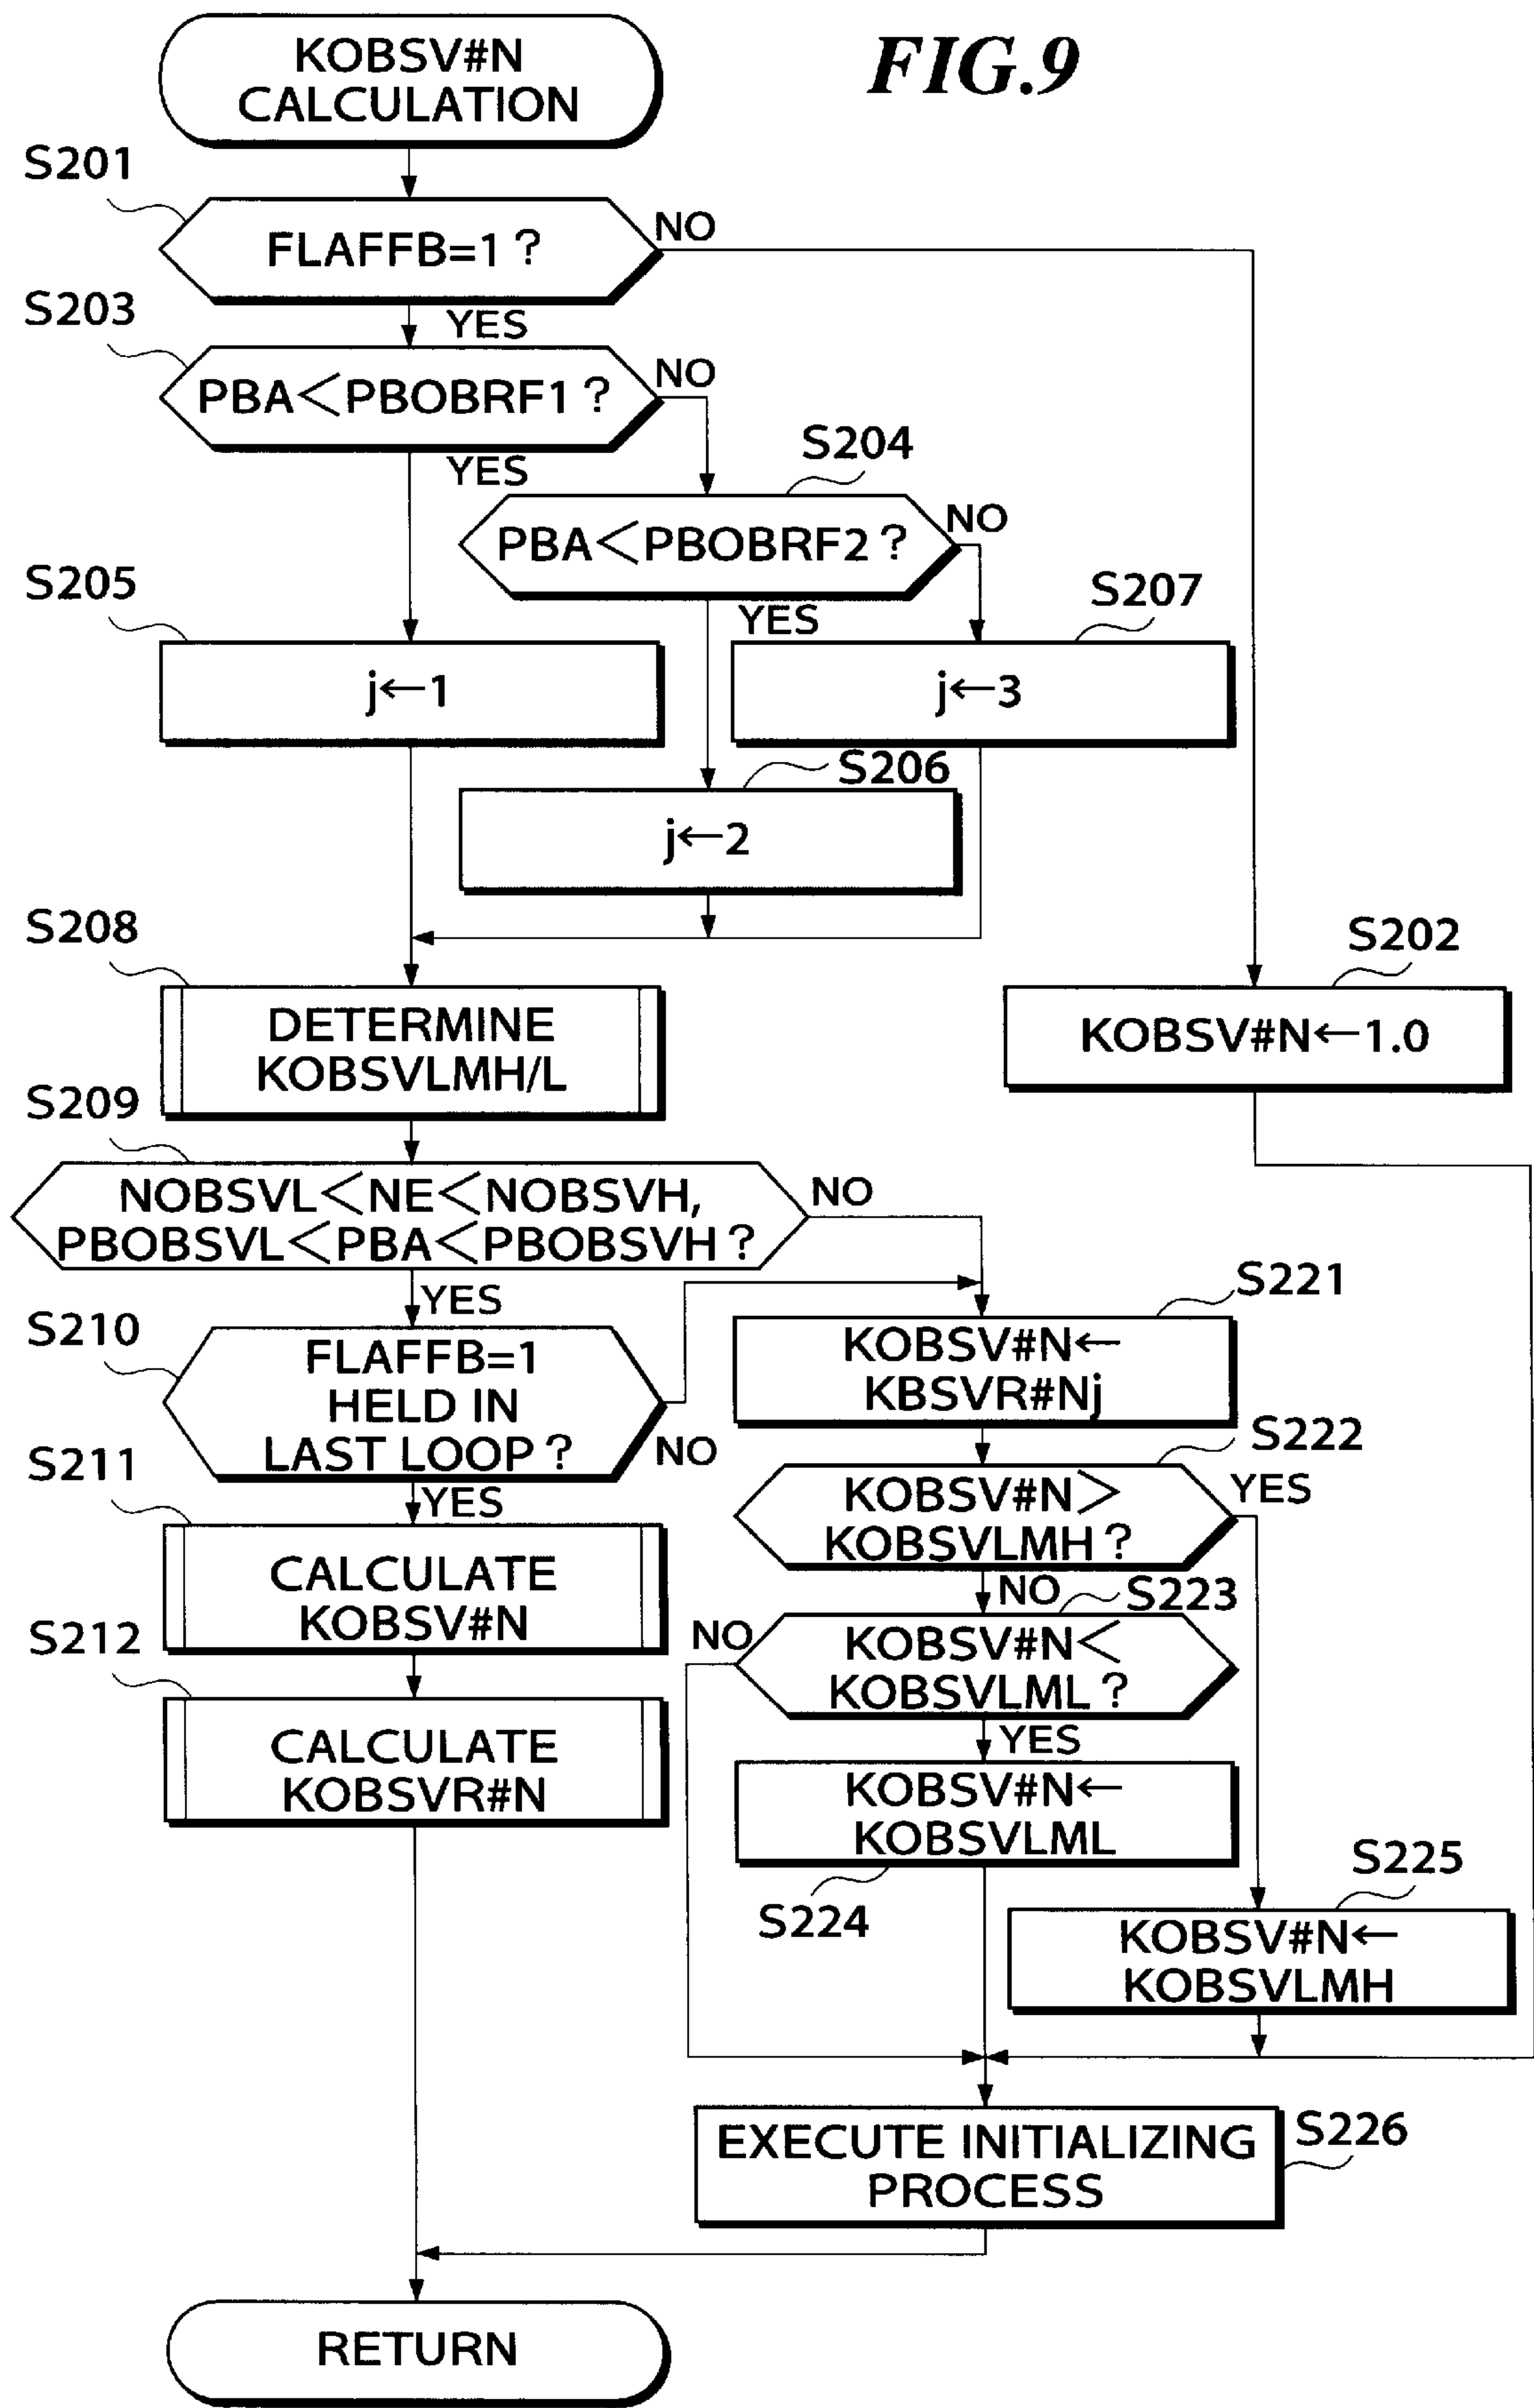 FIG.9
KOBSV#N
CALCULATION
S201
FLAFFB=1 ?
NO
YES
S203
PBA<PBOBRF1 ?
NO
YES
S204
PBA<PBOBRF2 ?
NO
YES
S205
j←1
S207
j←3
S206
j←2
S208
DETERMINE
KOBSVLMH/L
S202
KOBSV#N←1.0
S209
NOBSVL<NE<NOBSVH,
PBOBSVL<PBA<PBOBSVH ?
NO
YES
S210
FLAFFB=1
HELD IN
LAST LOOP ?
NO
YES
S221
KOBSV#N←
KBSVR#Nj
S211
CALCULATE
KOBSV#N
S222
KOBSV#N>
KOBSVLMH ?
YES
NO
S212
CALCULATE
KOBSVR#N
S223
KOBSV#N<
KOBSVLML ?
NO
YES
KOBSV#N←
KOBSVLML
S224
S225
KOBSV#N←
KOBSVLMH
EXECUTE INITIALIZING
PROCESS
S226
RETURN